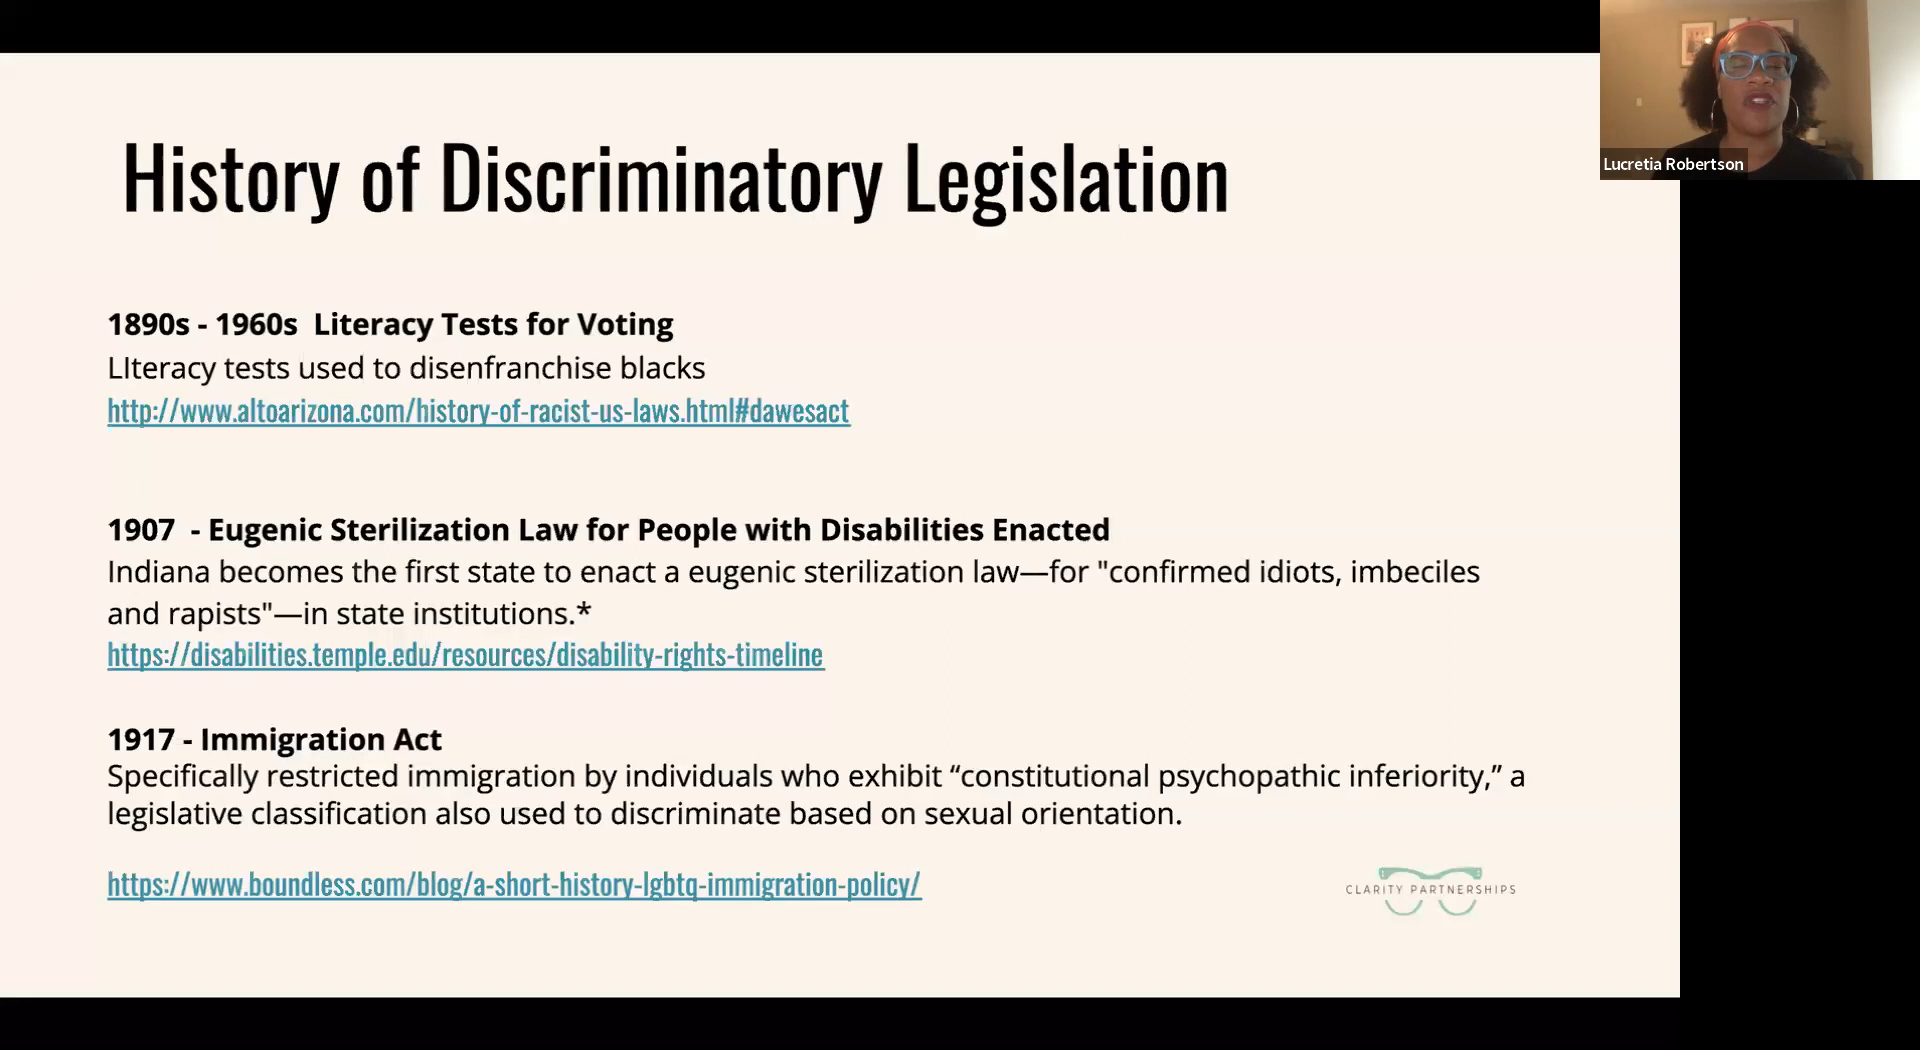 History of Discriminatory Legislation
Lucretia Robertson
1890s - 1960s  Literacy Tests for Voting
LIteracy tests used to disenfranchise blacks
http://www.altoarizona.com/history-of-racist-us-laws.html#dawesact
1907  - Eugenic Sterilization Law for People with Disabilities Enacted
Indiana becomes the first state to enact a eugenic sterilization law—for "confirmed idiots, imbeciles
and rapists"—in state institutions.*
https://disabilities.temple.edu/resources/disability-rights-timeline
1917 - Immigration Act
Specifically restricted immigration by individuals who exhibit “constitutional psychopathic inferiority,” a
legislative classification also used to discriminate based on sexual orientation.
https://www.boundless.com/blog/a-short-history-lgbtq-immigration-policy/
CLARITY PARTNERSHIPS